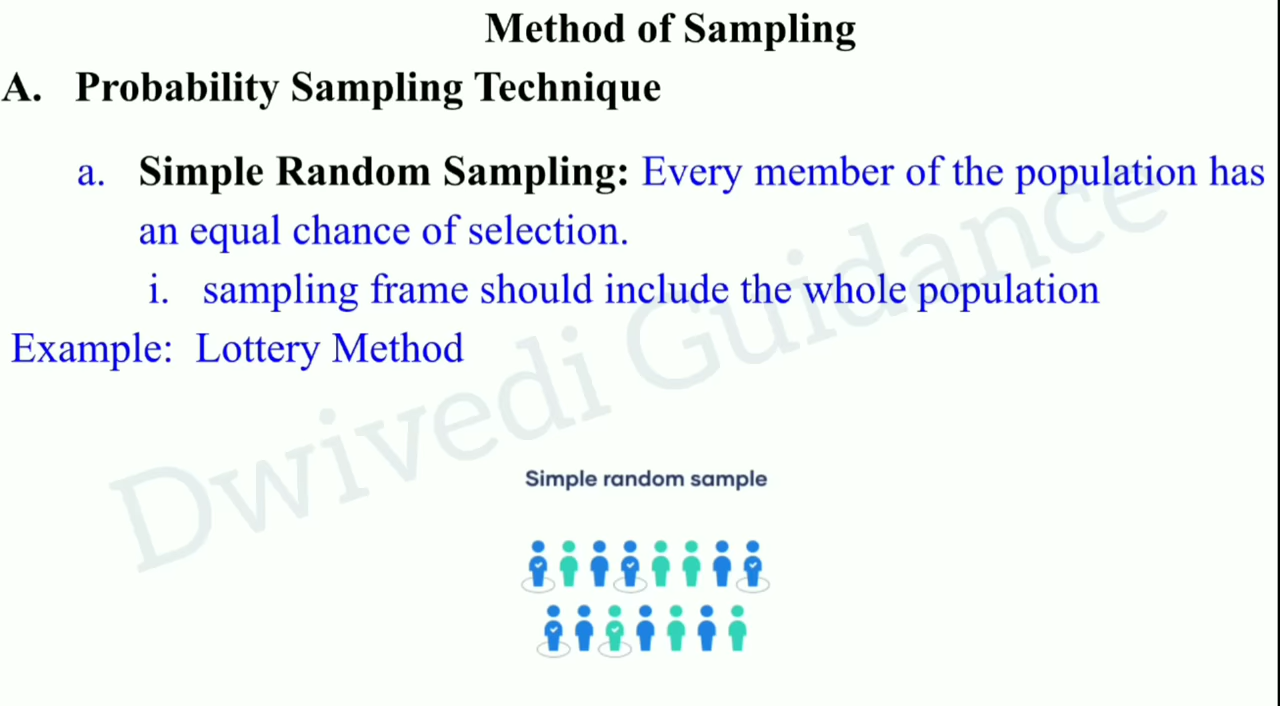 Method of Sampling
A. Probability Sampling Technique
a. Simple Random Sampling: Every member of the population has
an equal chance of selection.
i. sampling frame should include the whole population
Example: Lottery Method
Dwivedi Guidance
Simple random sample